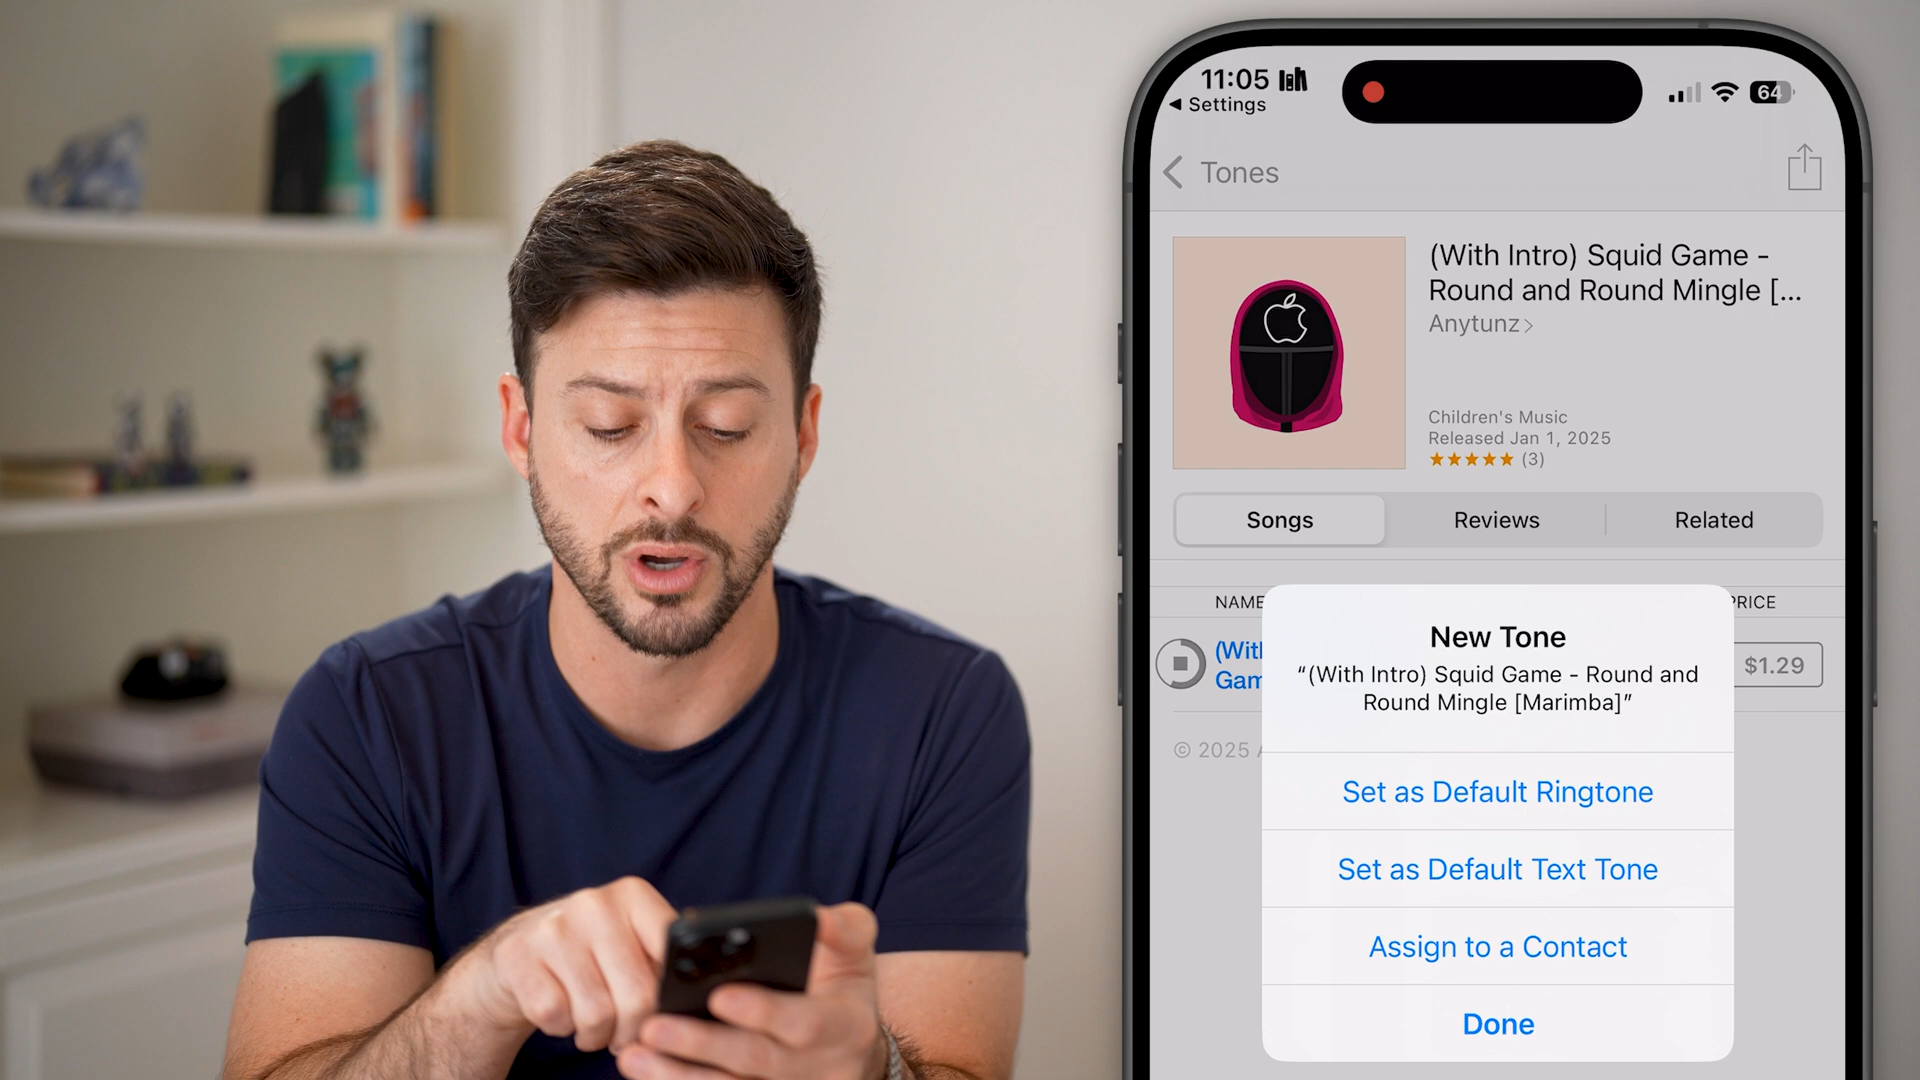 11:05
64
Settings
Tones
(With Intro) Squid Game -
Round and Round Mingle [...
Anytunz
Children's Music
Released Jan 1, 2025
(3)
Songs
Reviews
Related
NAME
PRICE
(Wit
Gam
$1.29
© 2025
New Tone
“(With Intro) Squid Game - Round and
Round Mingle [Marimba]”
Set as Default Ringtone
Set as Default Text Tone
Assign to a Contact
Done